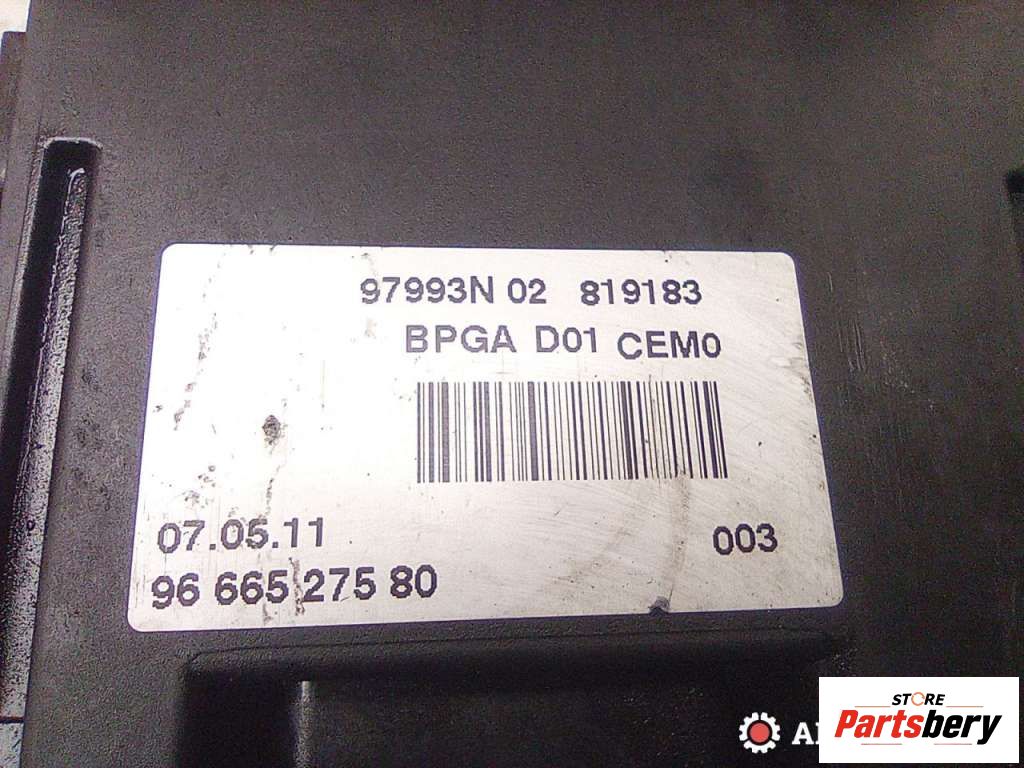 97993N 02 819183
BPGA D01 CEM0
07.05.11
003
96 665 275 80
STORE
Partsbery